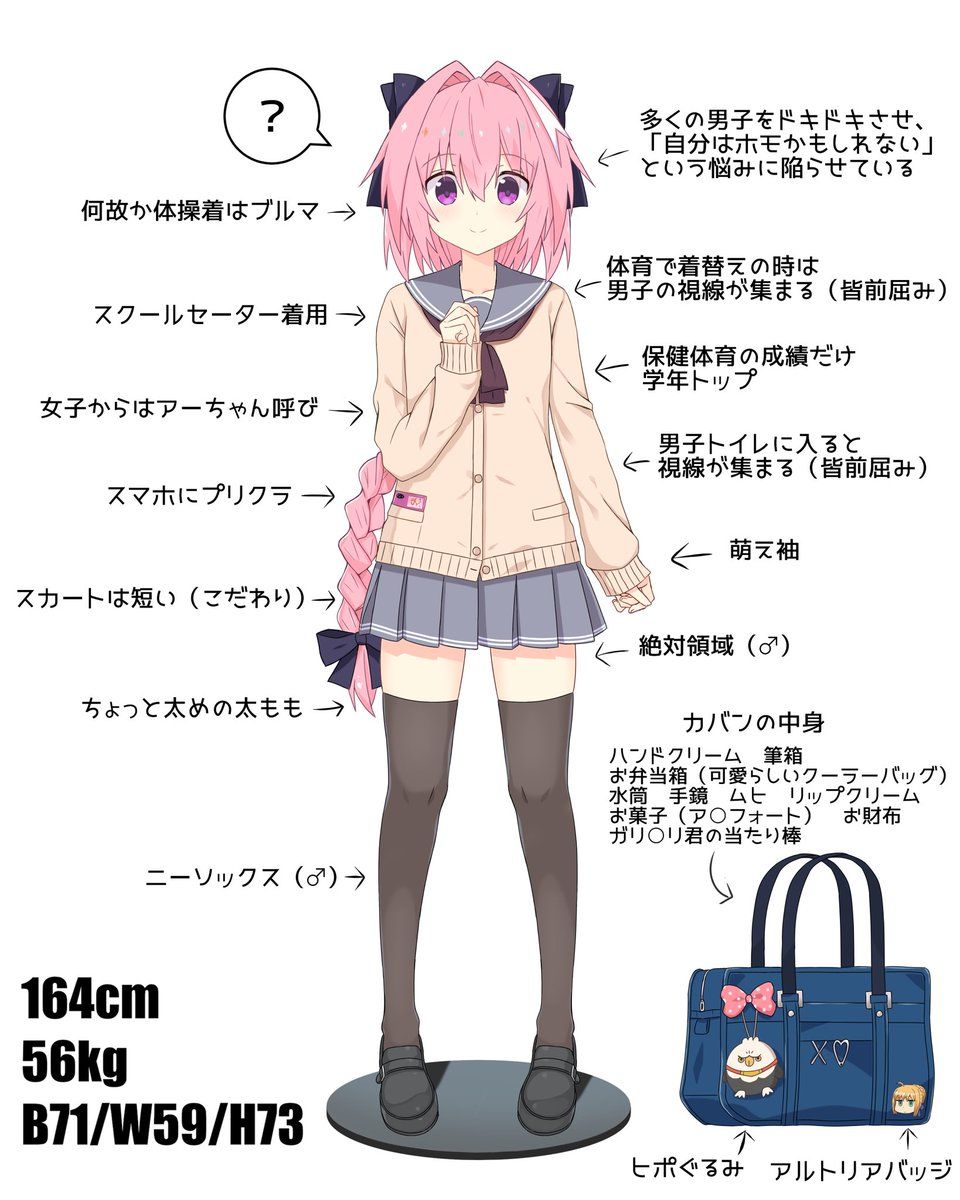 ?
何故か体操着はブルマ
スクールセーター着用
女子からはアーちゃん呼び
スマホにプリクラ
スカートは短い（こだわり）
ちょっと太めの太もも
ニーソックス（♂）
164cm
56kg
B71/W59/H73
多くの男子をドキドキさせ、
「自分はホモかもしれない」
という悩みに陥らせている
体育で着替えの時は
男子の視線が集まる（皆前屈み）
保健体育の成績だけ
学年トップ
男子トイレに入ると
視線が集まる（皆前屈み）
萌え袖
絶対領域（♂）
カバンの中身
ハンドクリーム　筆箱
お弁当箱（可愛らしいクーラーバッグ）
水筒　手鏡　ムヒ　リップクリーム
お菓子（ア○フォート）　お財布
ガリ○リ君の当たり棒
X♡
ヒポぐるみ
アルトリアバッジ